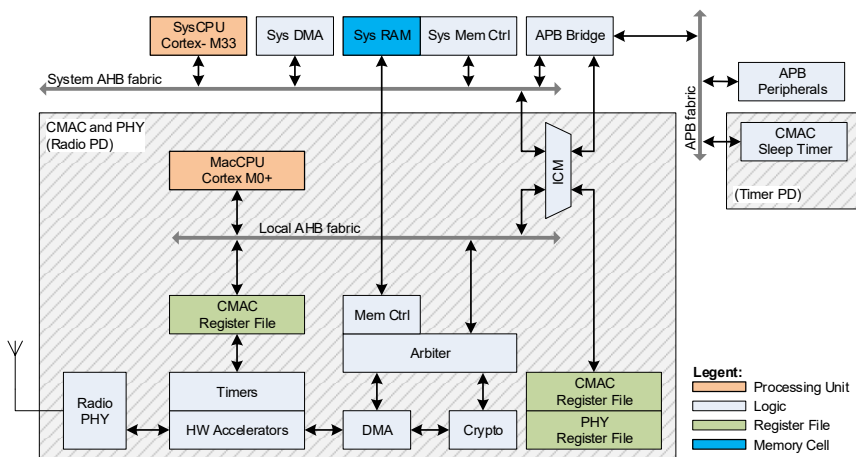 SysCPU
Cortex- M33
Sys DMA
Sys RAM
Sys Mem Ctrl
APB Bridge
System AHB fabric
APB fabric
APB
Peripherals
CMAC
Sleep Timer
(Timer PD)
CMAC and PHY
(Radio PD)
MacCPU
Cortex M0+
ICM
Local AHB fabric
CMAC
Register File
Mem Ctrl
Arbiter
Radio
PHY
Timers
HW Accelerators
DMA
Crypto
CMAC
Register File
PHY
Register File
Legent:
Processing Unit
Logic
Register File
Memory Cell